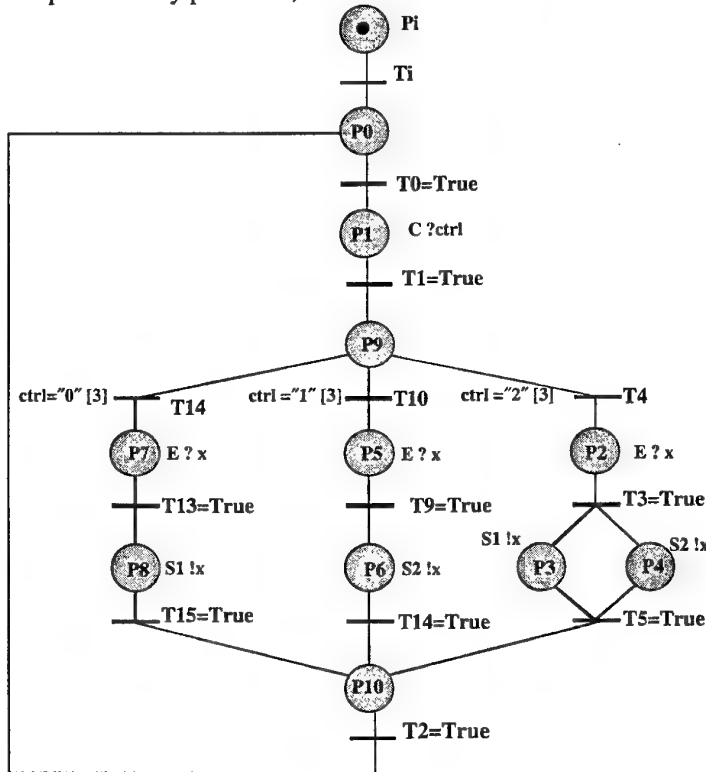 Pi
Ti
P0
T0=True
P1 C ?ctrl
T1=True
P9
ctrl="0" [3] T14 ctrl ="1" [3] T10 ctrl ="2" [3] T4
P7 E ? x P5 E ? x P2 E ? x
T13=True T9=True T3=True
S1 !x S2 !x
P8 S1 !x P6 S2 !x P3 P4
T15=True T14=True T5=True
P10
T2=True